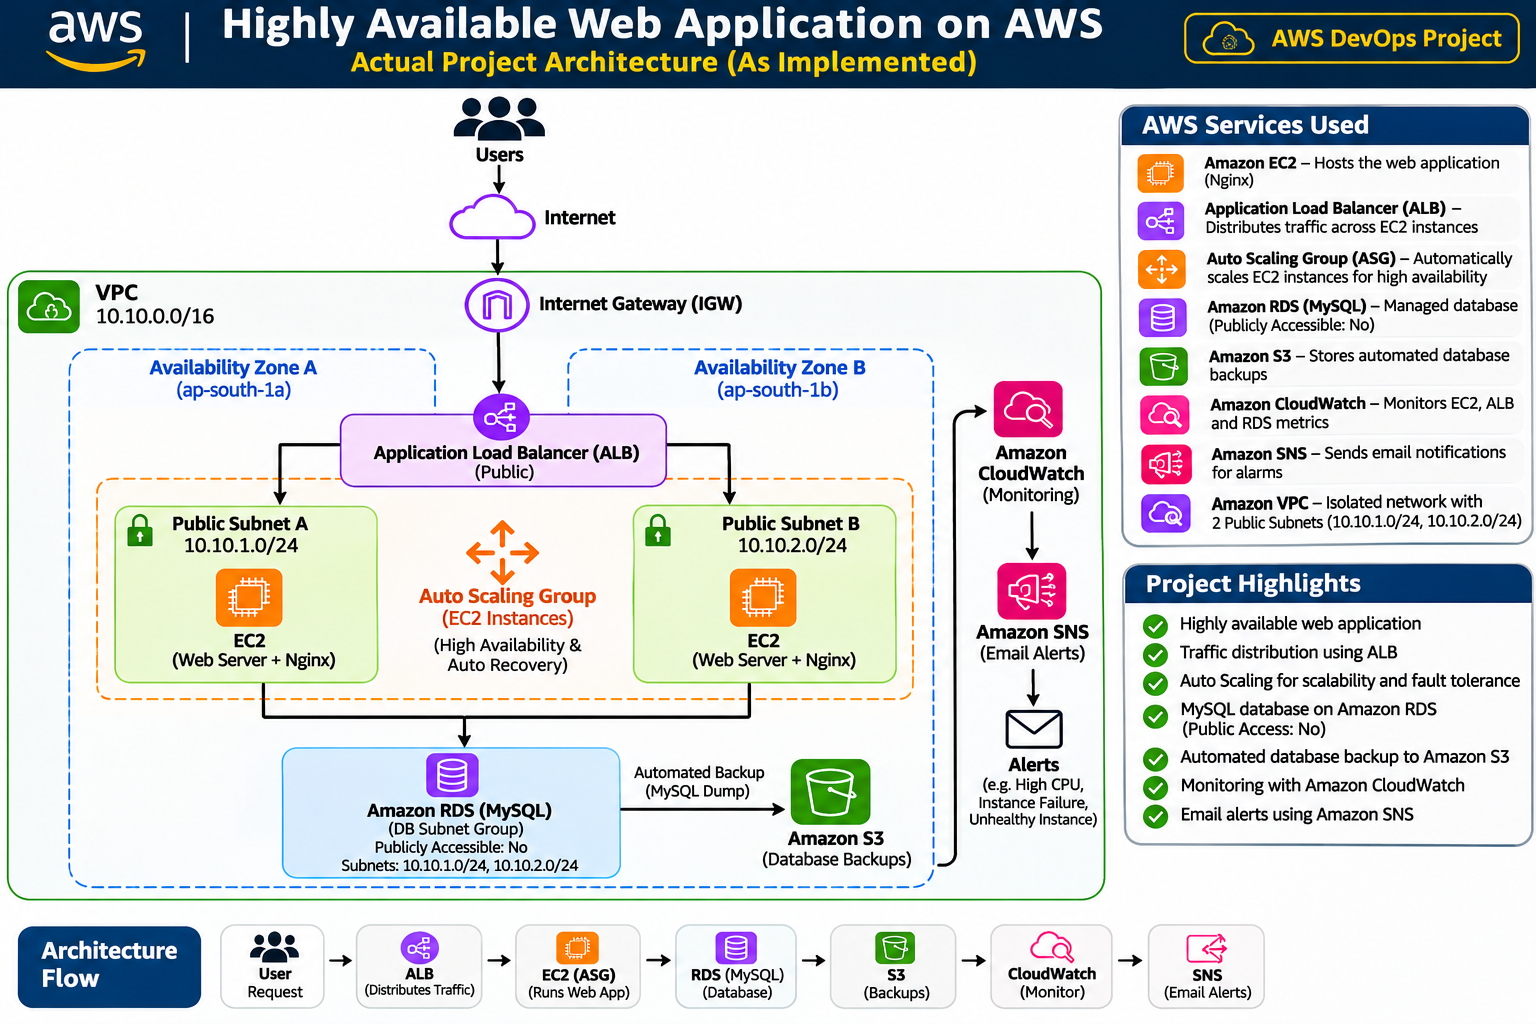 aws
Highly Available Web Application on AWS
Actual Project Architecture (As Implemented)
AWS DevOps Project
Users
Internet
VPC
10.10.0.0/16
Internet Gateway (IGW)
Availability Zone A
(ap-south-1a)
Availability Zone B
(ap-south-1b)
Application Load Balancer (ALB)
(Public)
Public Subnet A
10.10.1.0/24
EC2
(Web Server + Nginx)
Auto Scaling Group
(EC2 Instances)
(High Availability &
Auto Recovery)
Public Subnet B
10.10.2.0/24
EC2
(Web Server + Nginx)
Amazon RDS (MySQL)
(DB Subnet Group)
Publicly Accessible: No
Subnets: 10.10.1.0/24, 10.10.2.0/24
Automated Backup
(MySQL Dump)
Amazon S3
(Database Backups)
Amazon
CloudWatch
(Monitoring)
Amazon SNS
(Email Alerts)
Alerts
(e.g. High CPU,
Instance Failure,
Unhealthy Instance)
AWS Services Used
Amazon EC2 – Hosts the web application
(Nginx)
Application Load Balancer (ALB) –
Distributes traffic across EC2 instances
Auto Scaling Group (ASG) – Automatically
scales EC2 instances for high availability
Amazon RDS (MySQL) – Managed database
(Publicly Accessible: No)
Amazon S3 – Stores automated database
backups
Amazon CloudWatch – Monitors EC2, ALB
and RDS metrics
Amazon SNS – Sends email notifications
for alarms
Amazon VPC – Isolated network with
2 Public Subnets (10.10.1.0/24, 10.10.2.0/24)
Project Highlights
Highly available web application
Traffic distribution using ALB
Auto Scaling for scalability and fault tolerance
MySQL database on Amazon RDS
(Public Access: No)
Automated database backup to Amazon S3
Monitoring with Amazon CloudWatch
Email alerts using Amazon SNS
Architecture
Flow
User
Request
ALB
(Distributes Traffic)
EC2 (ASG)
(Runs Web App)
RDS (MySQL)
(Database)
S3
(Backups)
CloudWatch
(Monitor)
SNS
(Email Alerts)